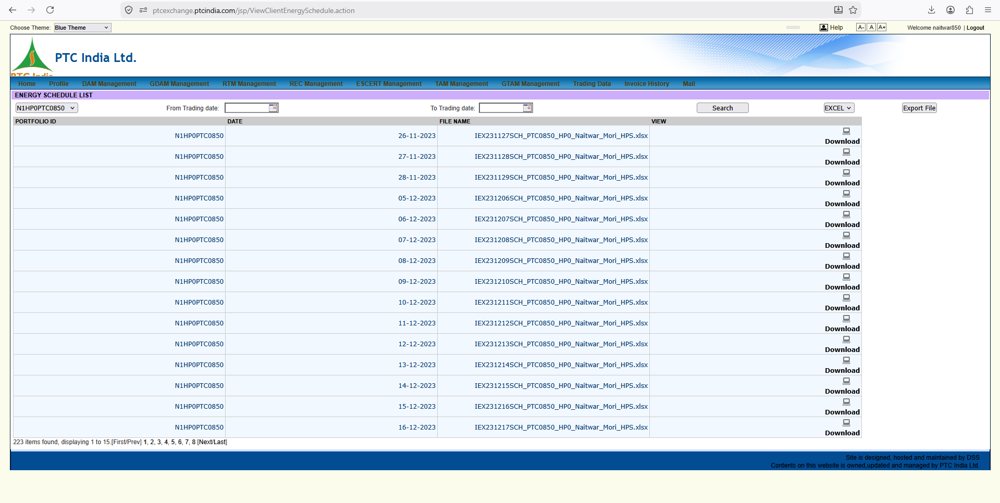 ptcexchange.ptcindia.com/jsp/ViewClientEnergySchedule.action
Choose Theme: Blue Theme Help A- A A+ Welcome naitwar850 | Logout
PTC India Ltd.
PTC India
Home Profile DAM Management GDAM Management RTM Management REC Management ESCERT Management TAM Management GTAM Management Trading Data Invoice History Mail
ENERGY SCHEDULE LIST
N1HP0PTC0850 From Trading date: To Trading date: Search EXCEL Export File
PORTFOLIO ID DATE FILE NAME VIEW
N1HP0PTC0850 26-11-2023 IEX231127SCH_PTC0850_HP0_Naitwar_Mori_HPS.xlsx Download
N1HP0PTC0850 27-11-2023 IEX231128SCH_PTC0850_HP0_Naitwar_Mori_HPS.xlsx Download
N1HP0PTC0850 28-11-2023 IEX231129SCH_PTC0850_HP0_Naitwar_Mori_HPS.xlsx Download
N1HP0PTC0850 05-12-2023 IEX231206SCH_PTC0850_HP0_Naitwar_Mori_HPS.xlsx Download
N1HP0PTC0850 06-12-2023 IEX231207SCH_PTC0850_HP0_Naitwar_Mori_HPS.xlsx Download
N1HP0PTC0850 07-12-2023 IEX231208SCH_PTC0850_HP0_Naitwar_Mori_HPS.xlsx Download
N1HP0PTC0850 08-12-2023 IEX231209SCH_PTC0850_HP0_Naitwar_Mori_HPS.xlsx Download
N1HP0PTC0850 09-12-2023 IEX231210SCH_PTC0850_HP0_Naitwar_Mori_HPS.xlsx Download
N1HP0PTC0850 10-12-2023 IEX231211SCH_PTC0850_HP0_Naitwar_Mori_HPS.xlsx Download
N1HP0PTC0850 11-12-2023 IEX231212SCH_PTC0850_HP0_Naitwar_Mori_HPS.xlsx Download
N1HP0PTC0850 12-12-2023 IEX231213SCH_PTC0850_HP0_Naitwar_Mori_HPS.xlsx Download
N1HP0PTC0850 13-12-2023 IEX231214SCH_PTC0850_HP0_Naitwar_Mori_HPS.xlsx Download
N1HP0PTC0850 14-12-2023 IEX231215SCH_PTC0850_HP0_Naitwar_Mori_HPS.xlsx Download
N1HP0PTC0850 15-12-2023 IEX231216SCH_PTC0850_HP0_Naitwar_Mori_HPS.xlsx Download
N1HP0PTC0850 16-12-2023 IEX231217SCH_PTC0850_HP0_Naitwar_Mori_HPS.xlsx Download
223 items found, displaying 1 to 15.[First/Prev] 1, 2, 3, 4, 5, 6, 7, 8 [Next/Last]
Site is designed, hosted and maintained by DSS
Contents on this website is owned,updated and managed by PTC India Ltd.